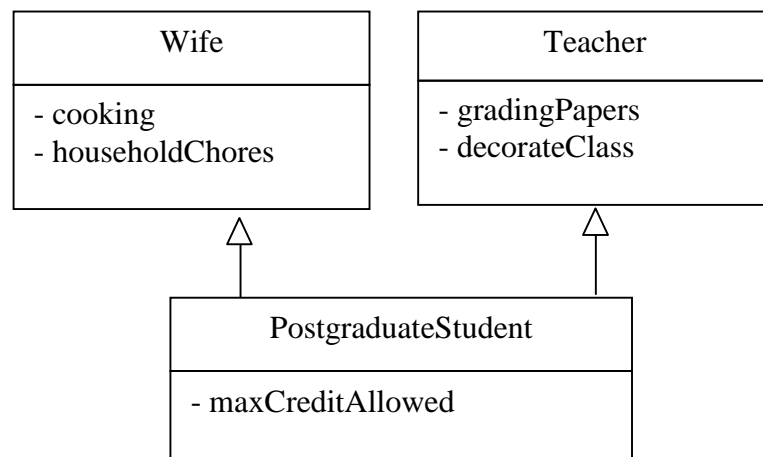 Wife
- cooking
- householdChores
Teacher
- gradingPapers
- decorateClass
PostgraduateStudent
- maxCreditAllowed